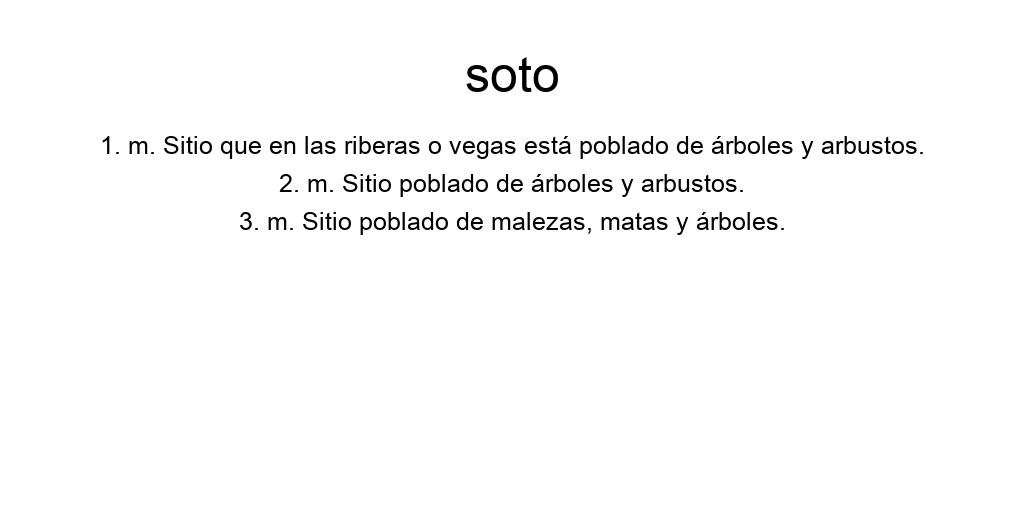 soto
1. m. Sitio que en las riberas o vegas está poblado de árboles y arbustos.
2. m. Sitio poblado de árboles y arbustos.
3. m. Sitio poblado de malezas, matas y árboles.